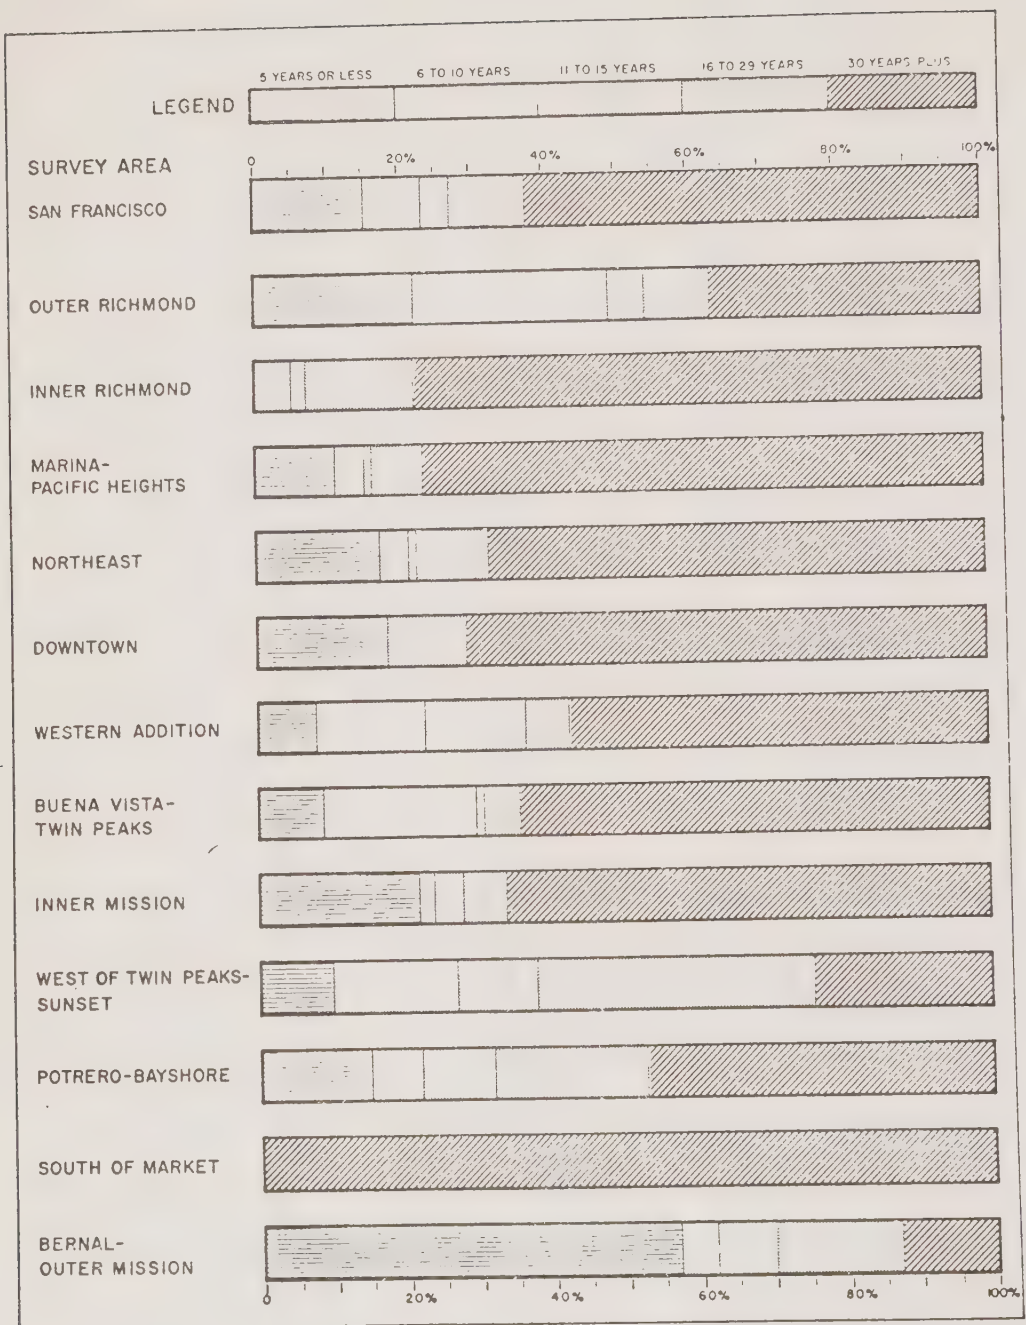 5 YEARS OR LESS 6 TO 10 YEARS 11 TO 15 YEARS 16 TO 29 YEARS 30 YEARS PLUS
LEGEND
SURVEY AREA
0 20% 40% 60% 80% 100%
SAN FRANCISCO
OUTER RICHMOND
INNER RICHMOND
MARINA-
PACIFIC HEIGHTS
NORTHEAST
DOWNTOWN
WESTERN ADDITION
BUENA VISTA-
TWIN PEAKS
INNER MISSION
WEST OF TWIN PEAKS-
SUNSET
POTRERO-BAYSHORE
SOUTH OF MARKET
BERNAL-
OUTER MISSION
0 20% 40% 60% 80% 100%